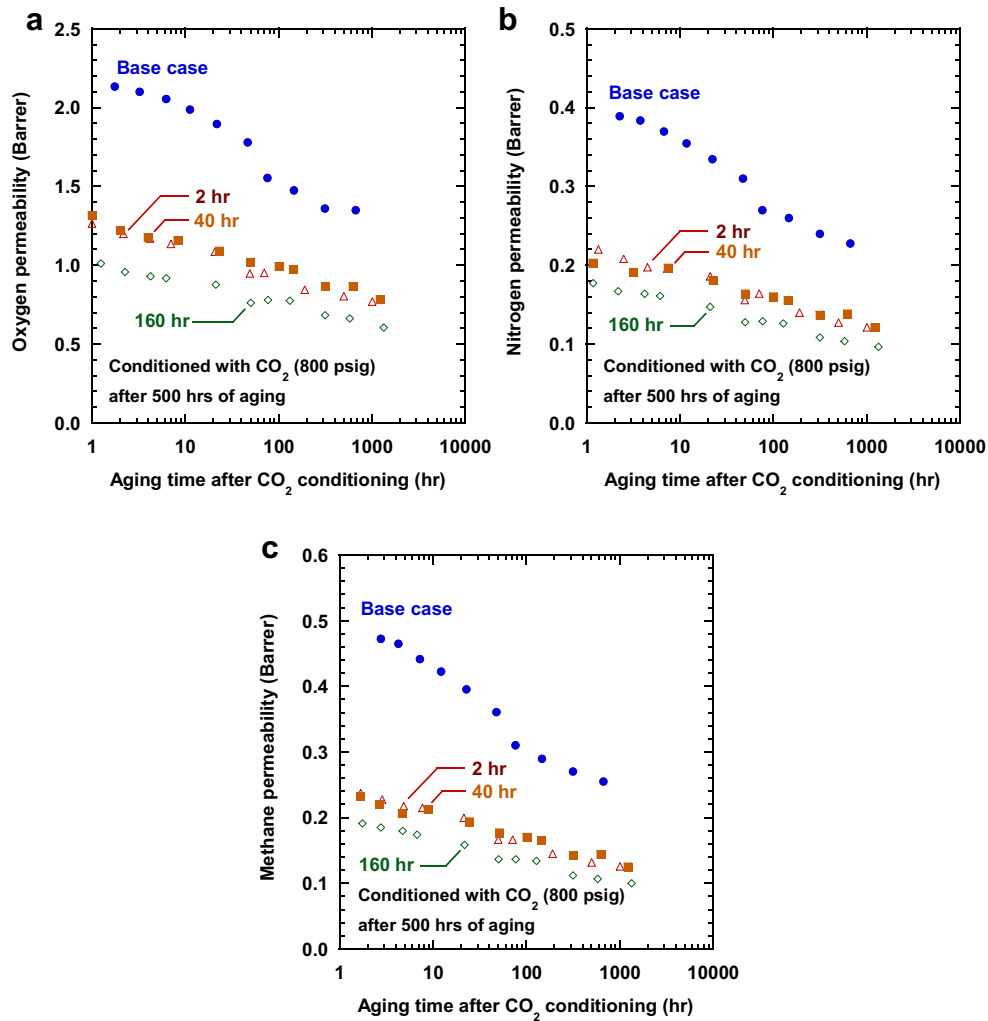 a
Oxygen permeability (Barrer)
2.5
2.0
1.5
1.0
0.5
0.0
Base case
2 hr
40 hr
160 hr
Conditioned with CO2 (800 psig)
after 500 hrs of aging
1 10 100 1000 10000
Aging time after CO2 conditioning (hr)
b
Nitrogen permeability (Barrer)
0.5
0.4
0.3
0.2
0.1
0.0
Base case
2 hr
40 hr
160 hr
Conditioned with CO2 (800 psig)
after 500 hrs of aging
1 10 100 1000 10000
Aging time after CO2 conditioning (hr)
c
Methane permeability (Barrer)
0.6
0.5
0.4
0.3
0.2
0.1
0.0
Base case
2 hr
40 hr
160 hr
Conditioned with CO2 (800 psig)
after 500 hrs of aging
1 10 100 1000 10000
Aging time after CO2 conditioning (hr)